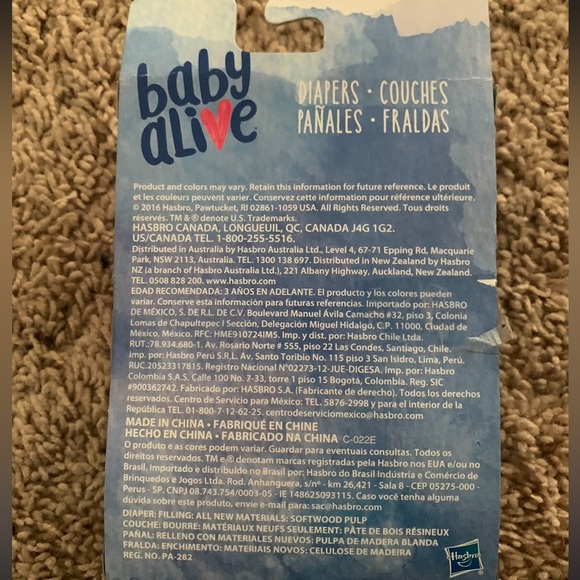 baby
alive
DIAPERS • COUCHES
PAÑALES • FRALDAS
Product and colors may vary. Retain this information for future reference. Le produit
et les couleurs peuvent varier. Conservez cette information pour référence ultérieure.
© 2016 Hasbro, Pawtucket, RI 02861-1059 USA. All Rights Reserved. Tous droits
réservés. TM & ® denote U.S. Trademarks.
HASBRO CANADA, LONGUEUIL, QC, CANADA J4G 1G2.
US/CANADA TEL. 1-800-255-5516.
Distributed in Australia by Hasbro Australia Ltd., Level 4, 67-71 Epping Rd, Macquarie
Park, NSW 2113, Australia. TEL. 1300 138 697. Distributed in New Zealand by Hasbro
NZ (a branch of Hasbro Australia Ltd.), 221 Albany Highway, Auckland, New Zealand.
TEL. 0508 828 200. www.hasbro.com
EDAD RECOMENDADA: 3 AÑOS EN ADELANTE. El producto y los colores pueden
variar. Conserve esta información para futuras referencias. Importado por: HASBRO
DE MÉXICO, S. DE R.L. DE C.V. Boulevard Manuel Ávila Camacho #32, piso 3, Colonia
Lomas de Chapultepec I Sección, Delegación Miguel Hidalgo, C.P. 11000, Ciudad de
México, México. RFC: HME910724IM5. Imp. y dist. por: Hasbro Chile Ltda.
RUT.:78.934.680-1. Av. Rosario Norte # 555, piso 22 Las Condes, Santiago, Chile.
Imp. por: Hasbro Perú S.R.L. Av. Santo Toribio No. 115 piso 3 San Isidro, Lima, Perú.
RUC.20523317815. Registro Nacional N°02273-12-JUE-DIGESA. Imp. por: Hasbro
Colombia S.A.S. Calle 100 No. 7-33, torre 1 piso 15 Bogotá, Colombia. Reg. SIC
#900362742. Fabricado por: HASBRO S.A. (Fabricante de derecho). Todos los derechos
reservados. Centro de Servicio para México: TEL. 5876-2998 y para el interior de la
República TEL. 01-800-7-12-62-25. centrodeserviciomexico@hasbro.com
MADE IN CHINA • FABRIQUÉ EN CHINE
HECHO EN CHINA • FABRICADO NA CHINA C-022E
O produto e as cores podem variar. Guardar para eventuais consultas. Todos os
direitos reservados. TM e ® denotam marcas registradas pela Hasbro nos EUA e/ou no
Brasil. Importado e distribuído no Brasil por: Hasbro do Brasil Indústria e Comércio de
Brinquedos e Jogos Ltda. Rod. Anhanguera, s/nº - km 26,421 - Sala 8 - CEP 05275-000 -
Perus - SP. CNPJ 08.743.754/0003-05 - IE 148625093115. Caso você tenha alguma
dúvida sobre este produto, envie e-mail para: sac@hasbro.com
DIAPER: FILLING: ALL NEW MATERIALS: SOFTWOOD PULP
COUCHE: BOURRE: MATÉRIAUX NEUFS SEULEMENT: PÂTE DE BOIS RÉSINEUX
PAÑAL: RELLENO CON MATERIALES NUEVOS: PULPA DE MADERA BLANDA
FRALDA: ENCHIMENTO: MATERIAIS NOVOS: CELULOSE DE MADEIRA
REG. NO. PA-282
Hasbro